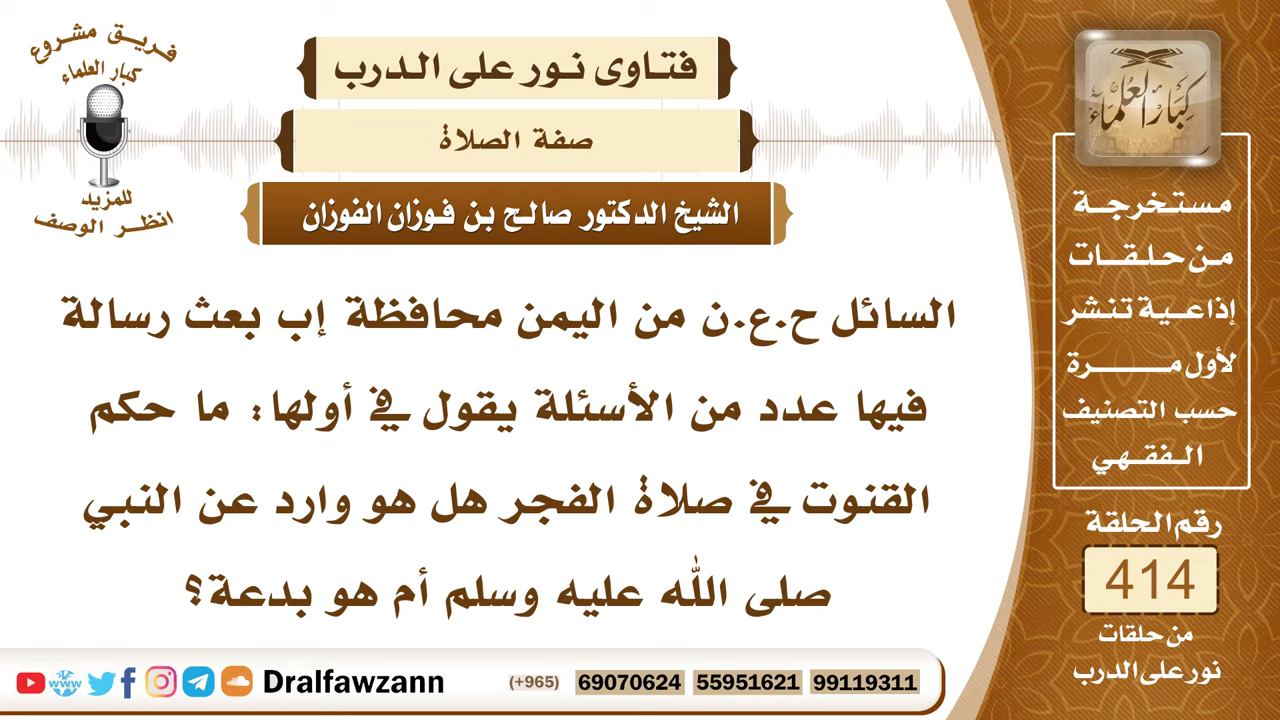 فريق مشروع
كبار العلماء
للمزيد
انظر الوصف
فتاوى نور على الدرب
صفة الصلاة
الشيخ الدكتور صالح بن فوزان الفوزان
السائل ح.ع.ن من اليمن محافظة إب بعث رسالة
فيها عدد من الأسئلة يقول في أولها: ما حكم
القنوت في صلاة الفجر هل هو وارد عن النبي
صلى الله عليه وسلم أم هو بدعة؟
كبار العلماء
مستخرجة
من حلقات
إذاعية تنشر
لأول مرة
حسب التصنيف
الفقهي
رقم الحلقة
414
من حلقات
نور على الدرب
www
Dralfawzann
(+965) 69070624 55951621 99119311